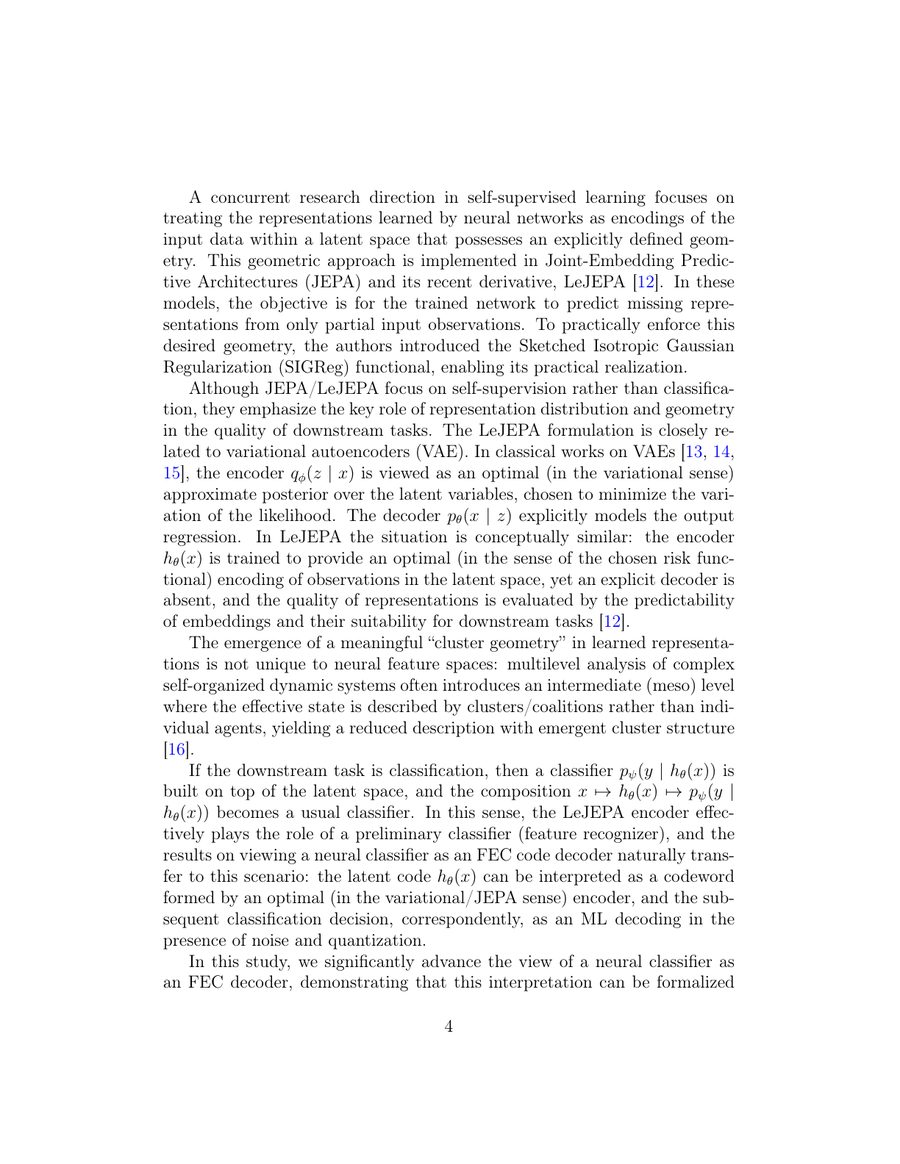 A concurrent research direction in self-supervised learning focuses on
treating the representations learned by neural networks as encodings of the
input data within a latent space that possesses an explicitly defined geom-
etry. This geometric approach is implemented in Joint-Embedding Predic-
tive Architectures (JEPA) and its recent derivative, LeJEPA [12]. In these
models, the objective is for the trained network to predict missing repre-
sentations from only partial input observations. To practically enforce this
desired geometry, the authors introduced the Sketched Isotropic Gaussian
Regularization (SIGReg) functional, enabling its practical realization.
Although JEPA/LeJEPA focus on self-supervision rather than classifica-
tion, they emphasize the key role of representation distribution and geometry
in the quality of downstream tasks. The LeJEPA formulation is closely re-
lated to variational autoencoders (VAE). In classical works on VAEs [13, 14,
15], the encoder qϕ(z | x) is viewed as an optimal (in the variational sense)
approximate posterior over the latent variables, chosen to minimize the vari-
ation of the likelihood. The decoder pθ(x | z) explicitly models the output
regression. In LeJEPA the situation is conceptually similar: the encoder
hθ(x) is trained to provide an optimal (in the sense of the chosen risk func-
tional) encoding of observations in the latent space, yet an explicit decoder is
absent, and the quality of representations is evaluated by the predictability
of embeddings and their suitability for downstream tasks [12].
The emergence of a meaningful “cluster geometry” in learned representa-
tions is not unique to neural feature spaces: multilevel analysis of complex
self-organized dynamic systems often introduces an intermediate (meso) level
where the effective state is described by clusters/coalitions rather than indi-
vidual agents, yielding a reduced description with emergent cluster structure
[16].
If the downstream task is classification, then a classifier pψ(y | hθ(x)) is
built on top of the latent space, and the composition x ↦ hθ(x) ↦ pψ(y |
hθ(x)) becomes a usual classifier. In this sense, the LeJEPA encoder effec-
tively plays the role of a preliminary classifier (feature recognizer), and the
results on viewing a neural classifier as an FEC code decoder naturally trans-
fer to this scenario: the latent code hθ(x) can be interpreted as a codeword
formed by an optimal (in the variational/JEPA sense) encoder, and the sub-
sequent classification decision, correspondingly, as an ML decoding in the
presence of noise and quantization.
In this study, we significantly advance the view of a neural classifier as
an FEC decoder, demonstrating that this interpretation can be formalized
4